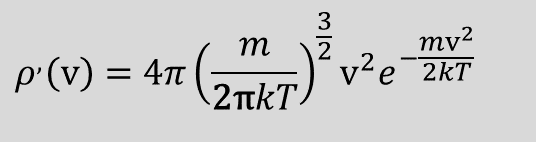 ρ’(v) = 4π (m/2πkT)^(3/2) v² e^(−mv²/2kT)